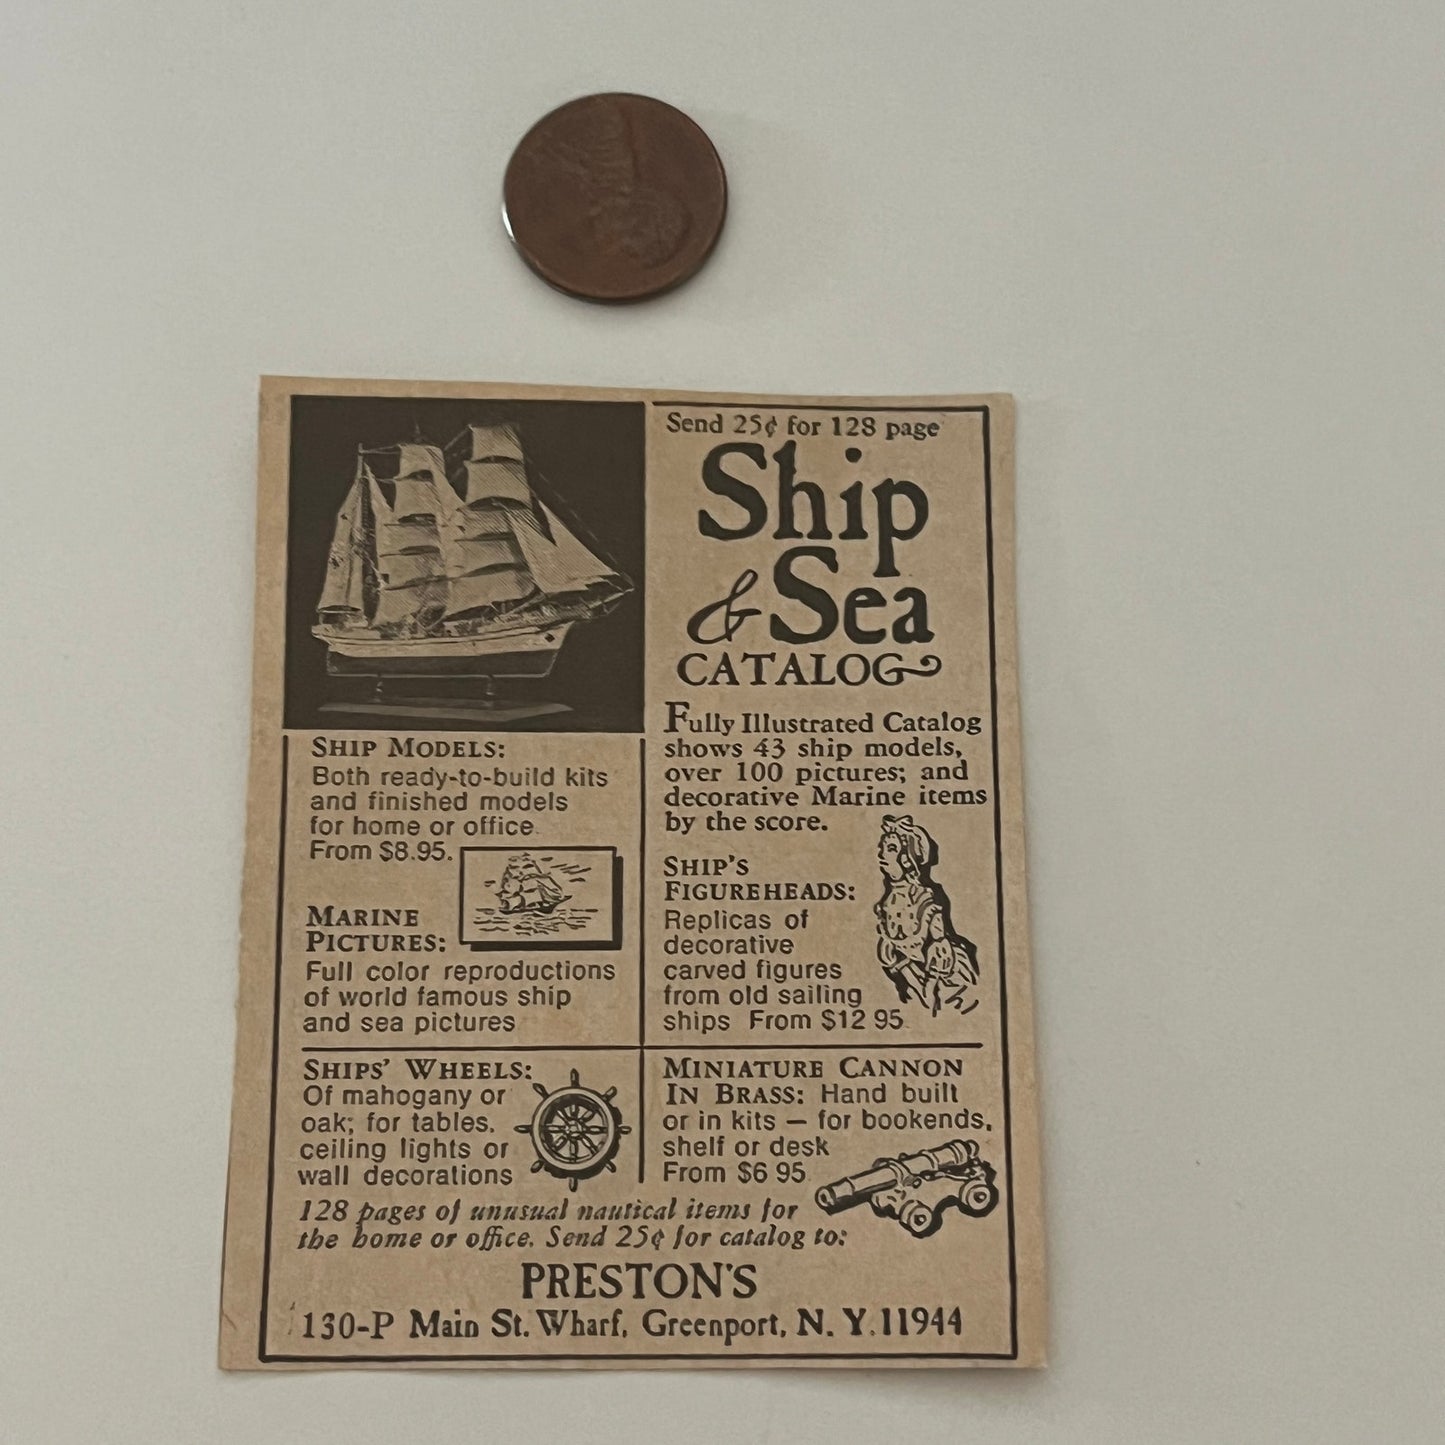 Send 25¢ for 128 page
Ship
& Sea
CATALOG
Fully Illustrated Catalog
shows 43 ship models,
over 100 pictures; and
decorative Marine items
by the score.
SHIP MODELS:
Both ready-to-build kits
and finished models
for home or office.
From $8.95.
MARINE
PICTURES:
Full color reproductions
of world famous ship
and sea pictures
SHIP'S
FIGUREHEADS:
Replicas of
decorative
carved figures
from old sailing
ships From $12 95.
SHIPS' WHEELS:
Of mahogany or
oak; for tables,
ceiling lights or
wall decorations
MINIATURE CANNON
IN BRASS: Hand built
or in kits — for bookends,
shelf or desk
From $6 95
128 pages of unusual nautical items for
the home or office. Send 25¢ for catalog to:
PRESTON'S
130-P Main St. Wharf, Greenport, N. Y. 11944